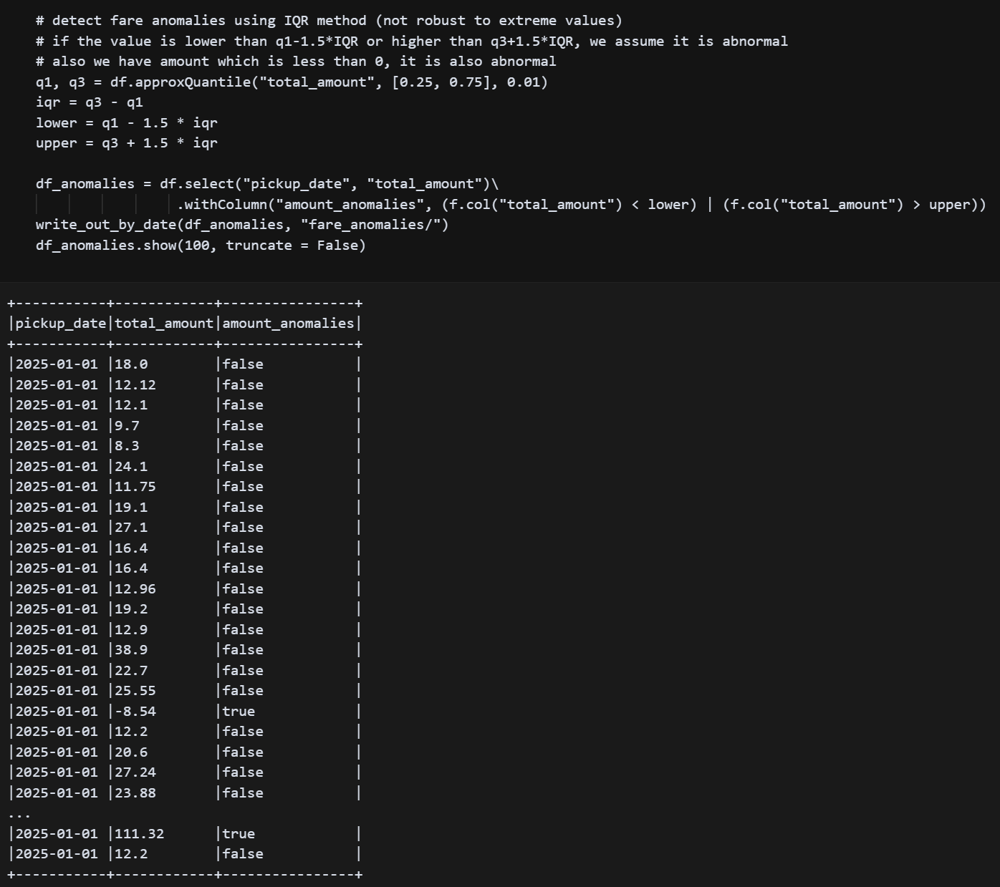 # detect fare anomalies using IQR method (not robust to extreme values)
# if the value is lower than q1-1.5*IQR or higher than q3+1.5*IQR, we assume it is abnormal
# also we have amount which is less than 0, it is also abnormal
q1, q3 = df.approxQuantile("total_amount", [0.25, 0.75], 0.01)
iqr = q3 - q1
lower = q1 - 1.5 * iqr
upper = q3 + 1.5 * iqr

df_anomalies = df.select("pickup_date", "total_amount")\
                 .withColumn("amount_anomalies", (f.col("total_amount") < lower) | (f.col("total_amount") > upper))
write_out_by_date(df_anomalies, "fare_anomalies/")
df_anomalies.show(100, truncate = False)

+-----------+------------+----------------+
|pickup_date|total_amount|amount_anomalies|
+-----------+------------+----------------+
|2025-01-01 |18.0        |false           |
|2025-01-01 |12.12       |false           |
|2025-01-01 |12.1        |false           |
|2025-01-01 |9.7         |false           |
|2025-01-01 |8.3         |false           |
|2025-01-01 |24.1        |false           |
|2025-01-01 |11.75       |false           |
|2025-01-01 |19.1        |false           |
|2025-01-01 |27.1        |false           |
|2025-01-01 |16.4        |false           |
|2025-01-01 |16.4        |false           |
|2025-01-01 |12.96       |false           |
|2025-01-01 |19.2        |false           |
|2025-01-01 |12.9        |false           |
|2025-01-01 |38.9        |false           |
|2025-01-01 |22.7        |false           |
|2025-01-01 |25.55       |false           |
|2025-01-01 |-8.54       |true            |
|2025-01-01 |12.2        |false           |
|2025-01-01 |20.6        |false           |
|2025-01-01 |27.24       |false           |
|2025-01-01 |23.88       |false           |
...
|2025-01-01 |111.32      |true            |
|2025-01-01 |12.2        |false           |
+-----------+------------+----------------+